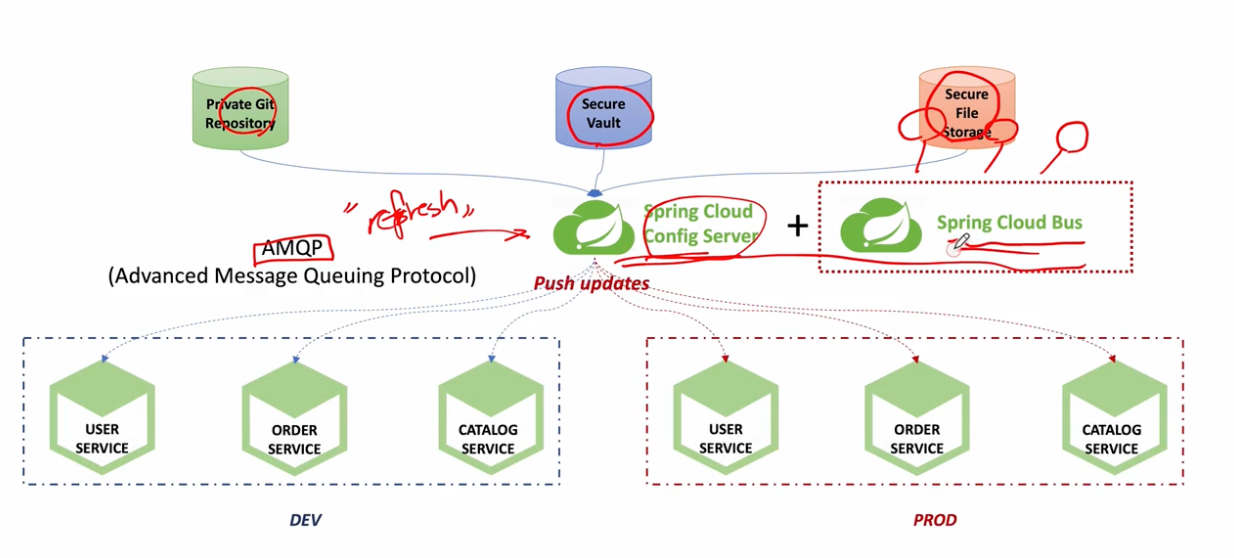 Private Git
Repository
Secure
Vault
Secure
File
Storage
"refresh"
AMQP
(Advanced Message Queuing Protocol)
Spring Cloud
Config Server
+
Spring Cloud Bus
Push updates
USER
SERVICE
ORDER
SERVICE
CATALOG
SERVICE
USER
SERVICE
ORDER
SERVICE
CATALOG
SERVICE
DEV
PROD